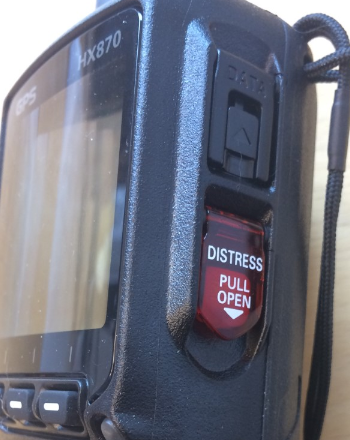 HX870
GPS
DATA
DISTRESS
PULL
OPEN